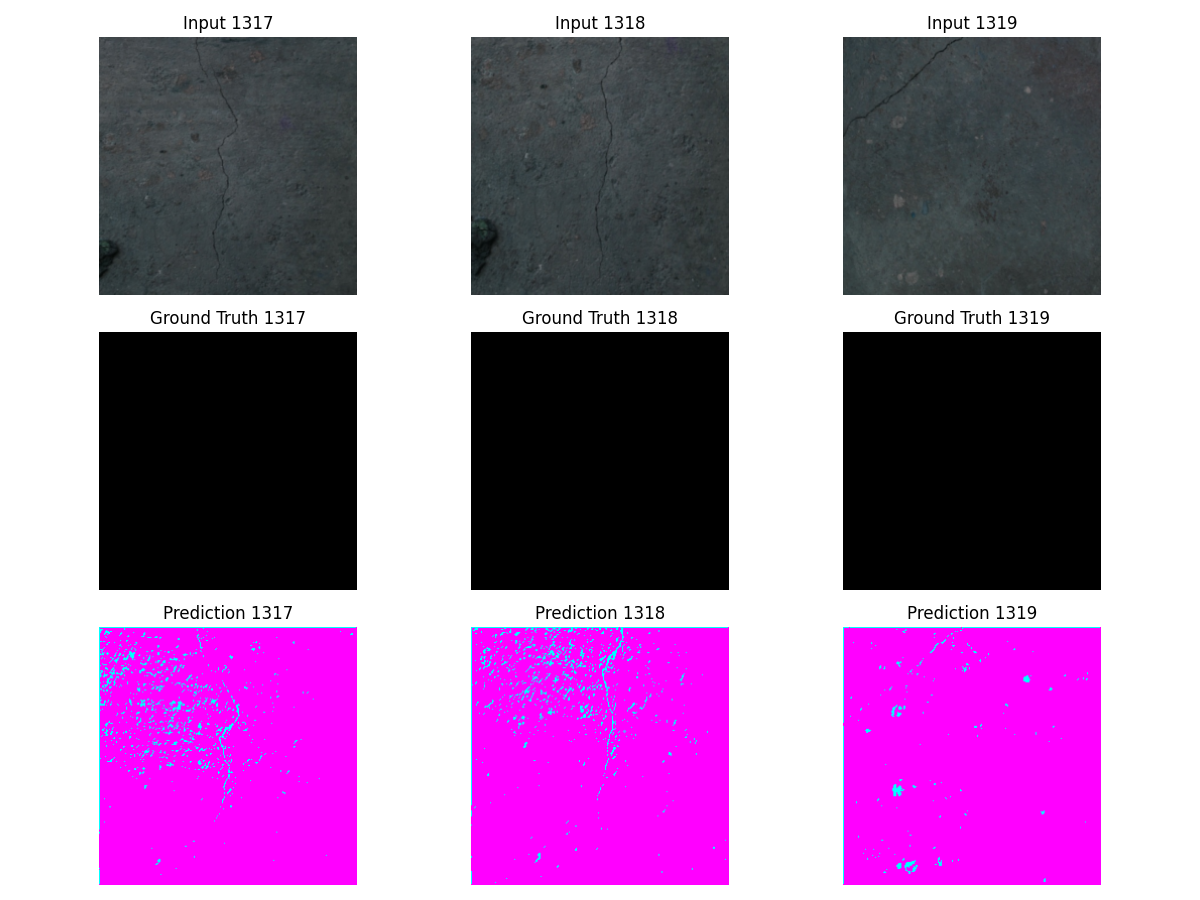 Input 1317
Input 1318
Input 1319
Ground Truth 1317
Ground Truth 1318
Ground Truth 1319
Prediction 1317
Prediction 1318
Prediction 1319